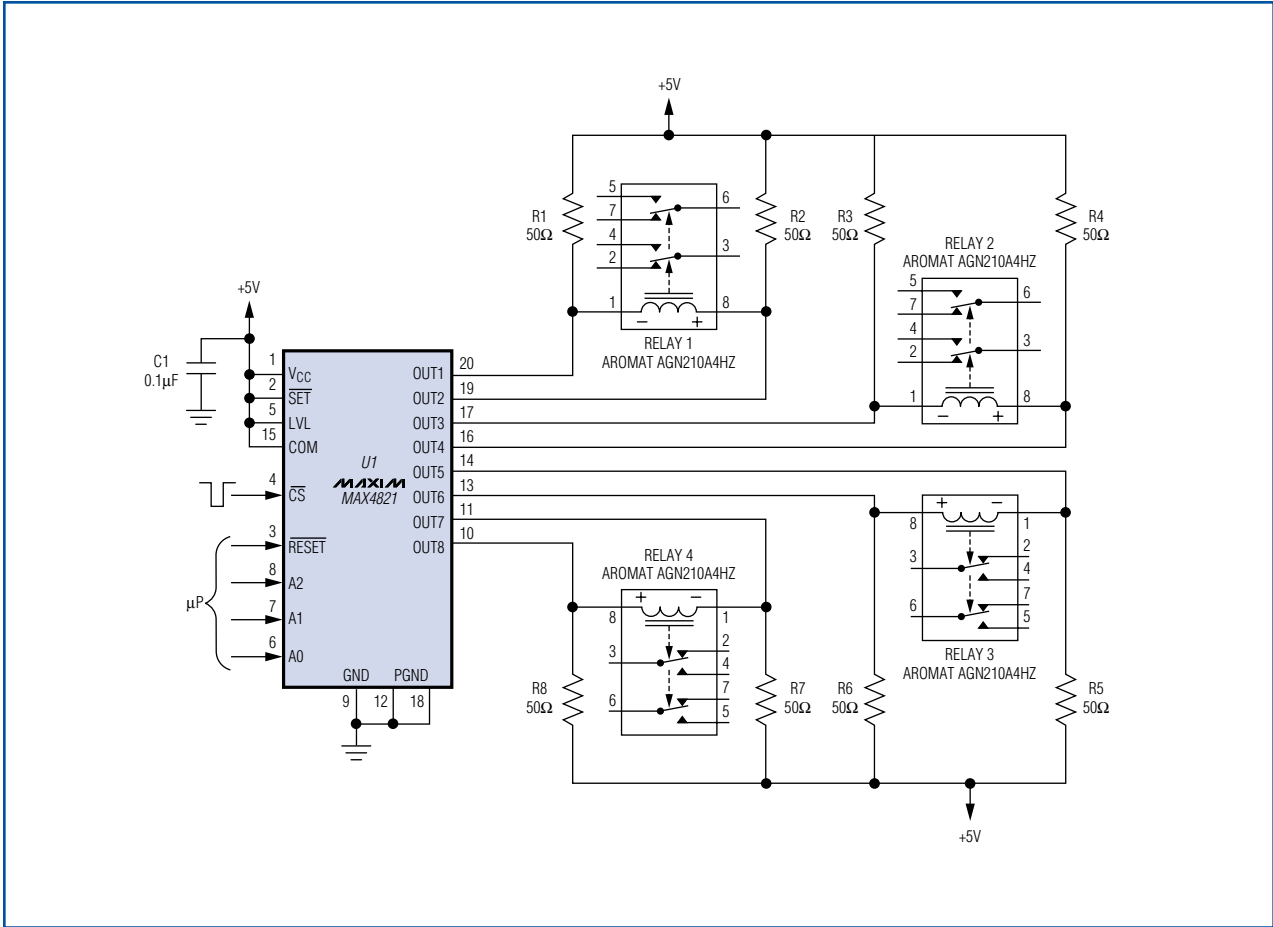 +5V
5
7
4
2
6
3
1
8
− +
R1
50Ω
R2
50Ω
RELAY 1
AROMAT AGN210A4HZ
R3
50Ω
R4
50Ω
RELAY 2
AROMAT AGN210A4HZ
5
7
4
2
6
3
1
8
− +
+5V
C1
0.1µF
1
VCC
2
SET
5
LVL
15
COM
4
CS
3
RESET
8
A2
7
A1
6
A0
µP
U1
MAXIM
MAX4821
OUT1
20
OUT2
19
OUT3
17
OUT4
16
OUT5
14
OUT6
13
OUT7
11
OUT8
10
GND
PGND
9
12
18
RELAY 4
AROMAT AGN210A4HZ
+ −
8
1
3
6
2
4
7
5
R8
50Ω
R7
50Ω
+ −
8
1
3
6
2
4
7
5
RELAY 3
AROMAT AGN210A4HZ
R6
50Ω
R5
50Ω
+5V